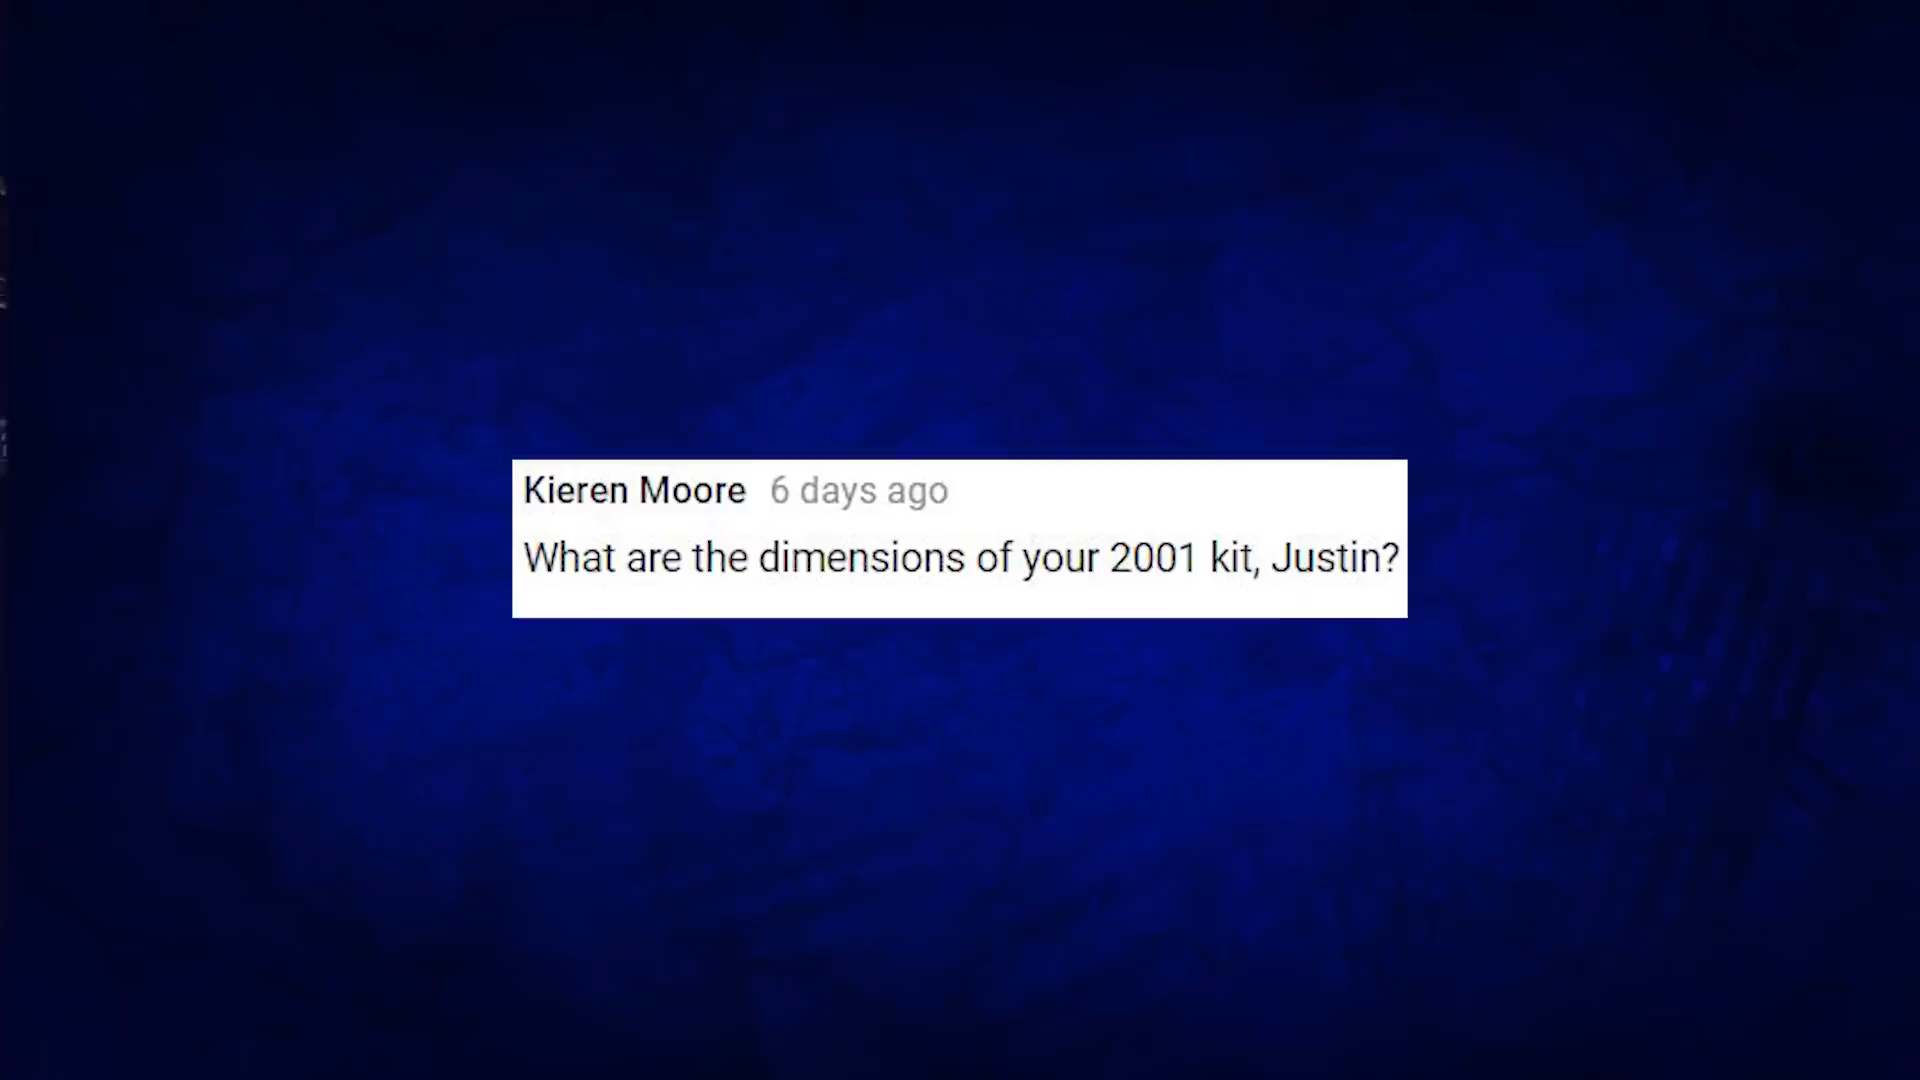 Kieren Moore 6 days ago
What are the dimensions of your 2001 kit, Justin?